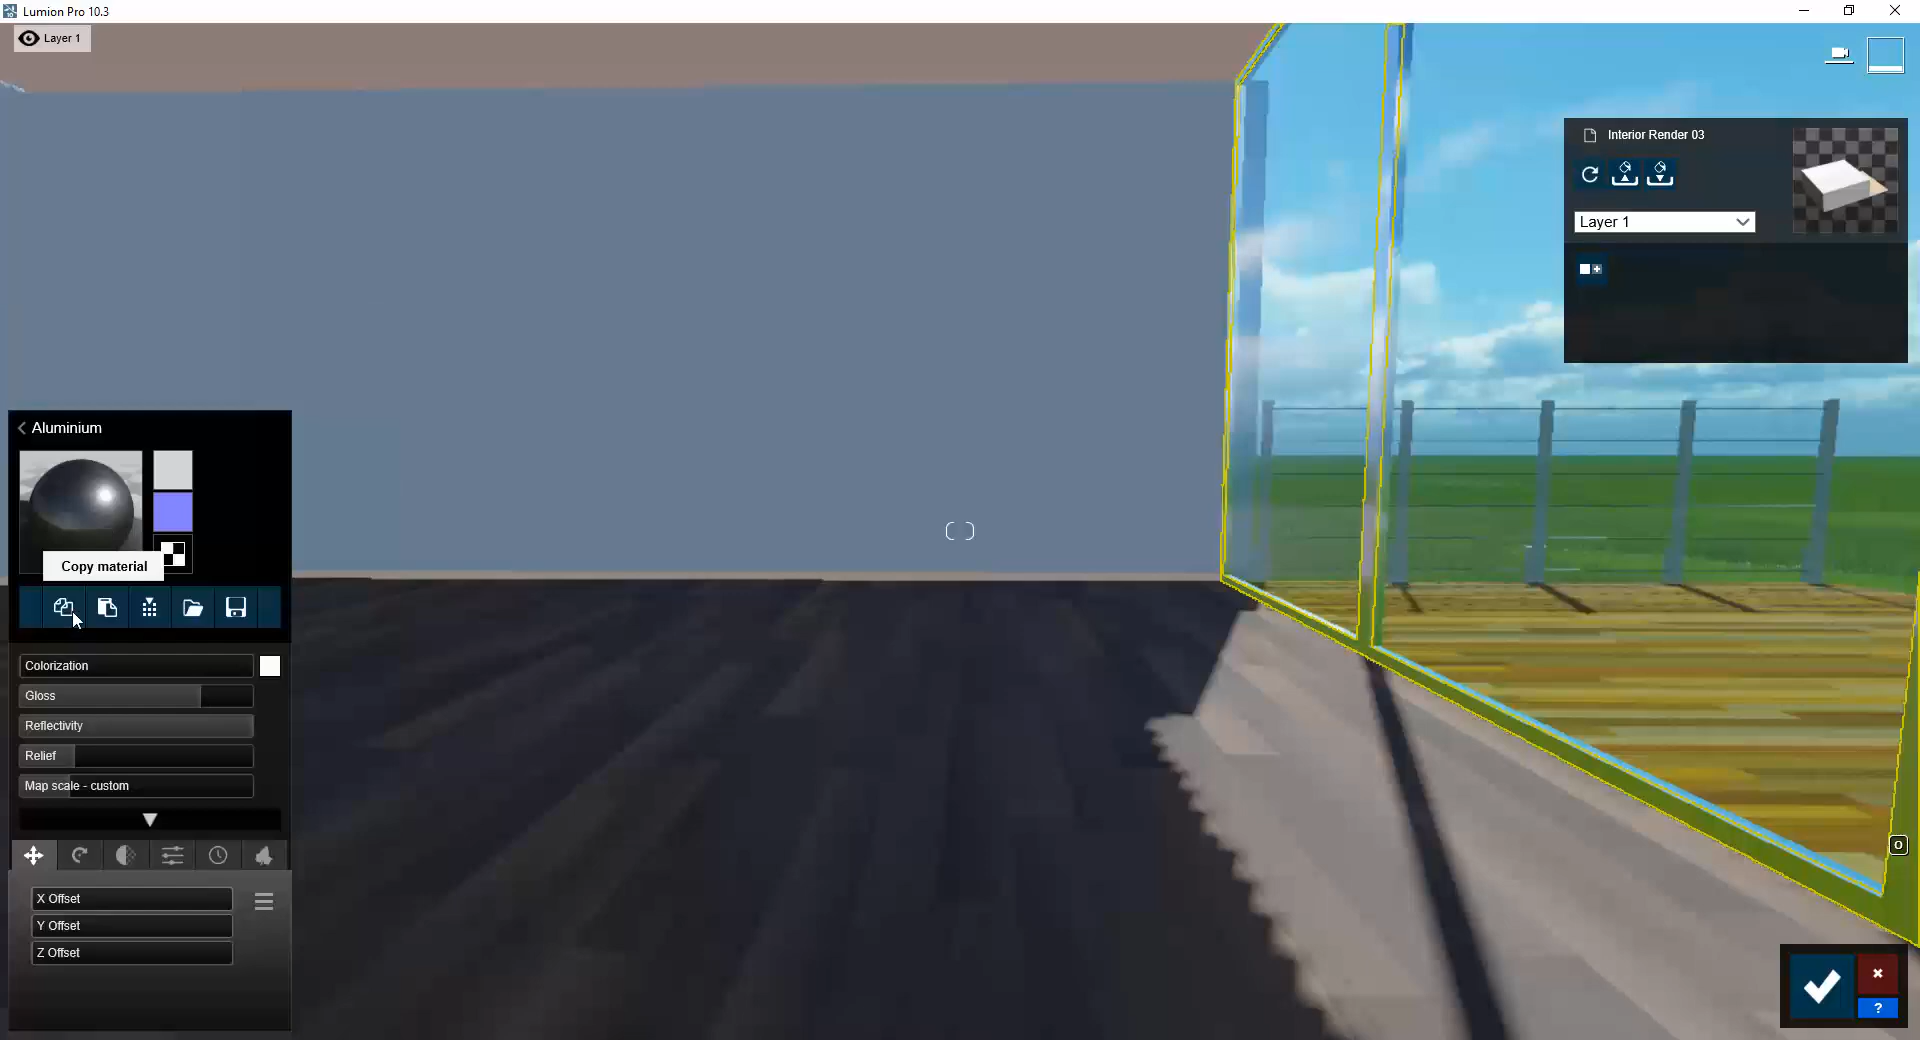 Lumion Pro 10.3
Layer 1
Interior Render 03
Layer 1
Aluminium
Copy material
Colorization
Gloss
Reflectivity
Relief
Map scale - custom
X Offset
Y Offset
Z Offset
O
?